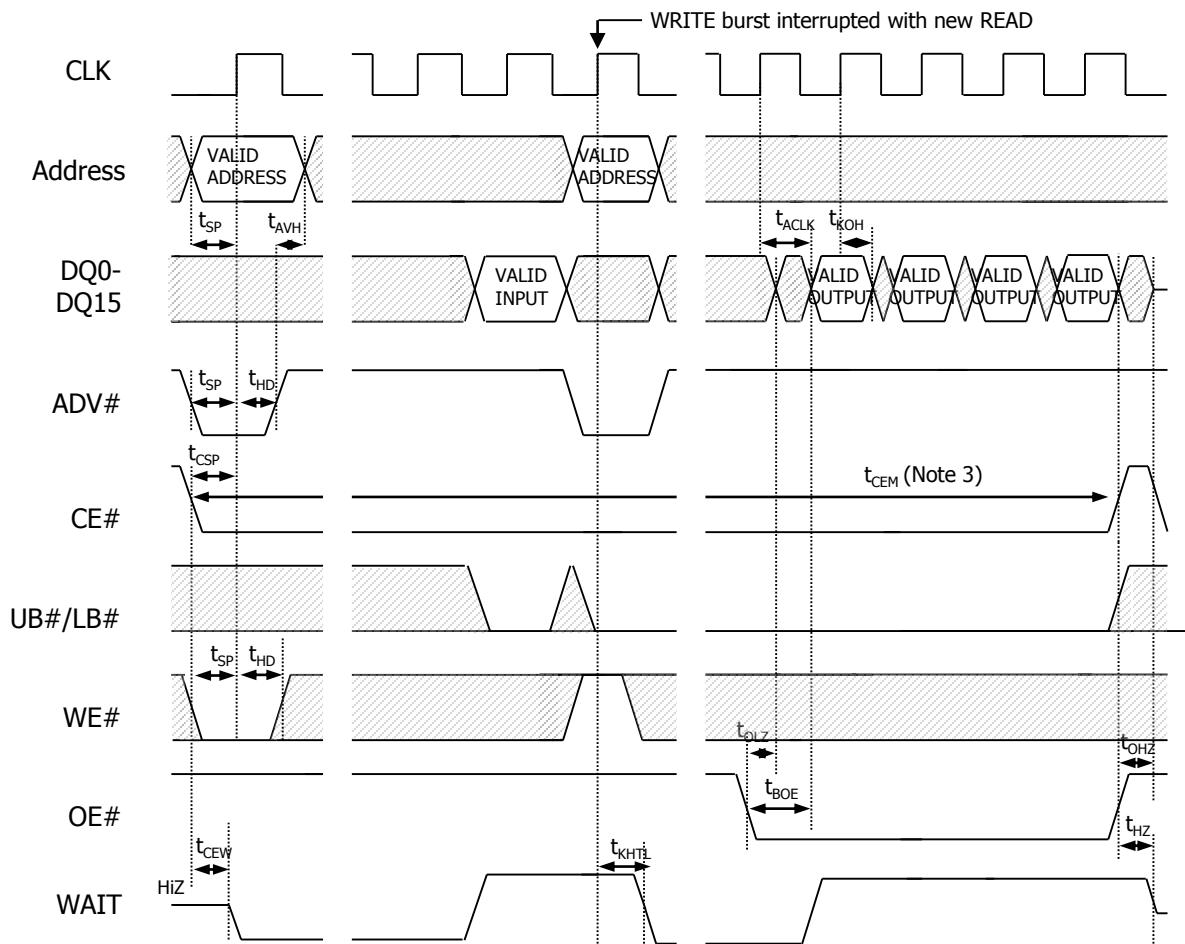 WRITE burst interrupted with new READ
CLK
Address
VALID
ADDRESS
VALID
ADDRESS
tSP
tAVH
tACLK
tKOH
DQ0-
DQ15
VALID
INPUT
VALID
OUTPUT
VALID
OUTPUT
VALID
OUTPUT
VALID
OUTPUT
ADV#
tSP
tHD
tCSP
CE#
tCEM (Note 3)
UB#/LB#
tSP
tHD
WE#
tOLZ
tOHZ
OE#
tBOE
tCEW
tKHTL
tHZ
HiZ
WAIT